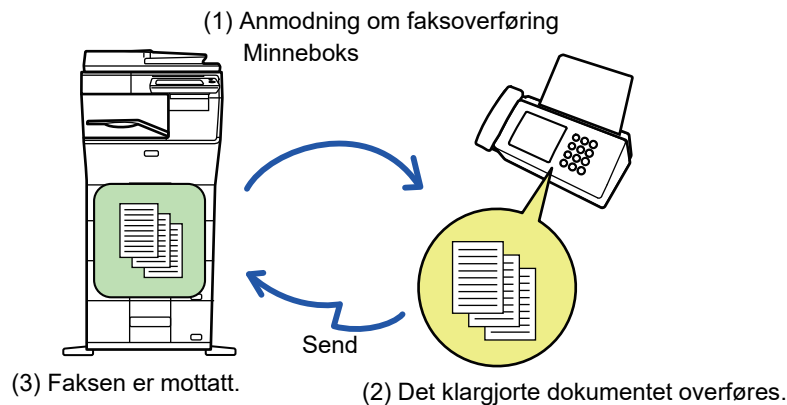 (1) Anmodning om faksoverføring
Minneboks
Send
(3) Faksen er mottatt.
(2) Det klargjorte dokumentet overføres.